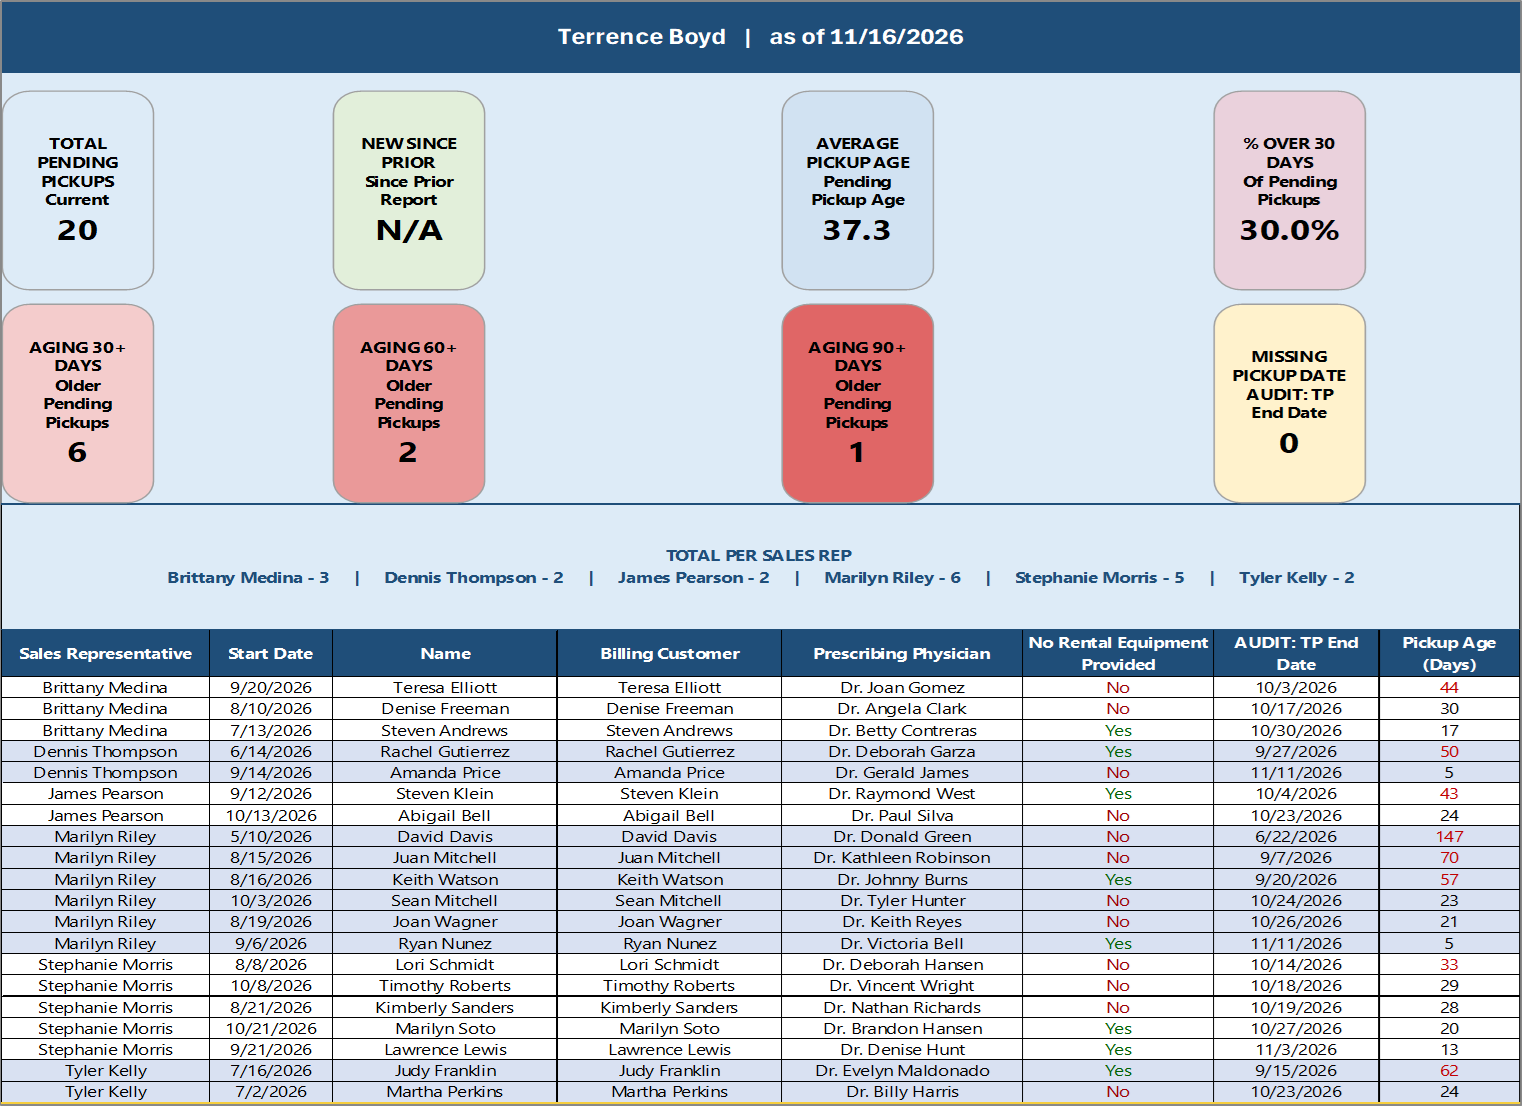 Terrence Boyd | as of 11/16/2026
TOTAL
PENDING
PICKUPS
Current
20
NEW SINCE
PRIOR
Since Prior
Report
N/A
AVERAGE
PICKUP AGE
Pending
Pickup Age
37.3
% OVER 30
DAYS
Of Pending
Pickups
30.0%
AGING 30+
DAYS
Older
Pending
Pickups
6
AGING 60+
DAYS
Older
Pending
Pickups
2
AGING 90+
DAYS
Older
Pending
Pickups
1
MISSING
PICKUP DATE
AUDIT: TP
End Date
0
TOTAL PER SALES REP
Brittany Medina - 3 | Dennis Thompson - 2 | James Pearson - 2 | Marilyn Riley - 6 | Stephanie Morris - 5 | Tyler Kelly - 2
Sales Representative Start Date Name Billing Customer Prescribing Physician No Rental Equipment Provided AUDIT: TP End Date Pickup Age (Days)
Brittany Medina 9/20/2026 Teresa Elliott Teresa Elliott Dr. Joan Gomez No 10/3/2026 44
Brittany Medina 8/10/2026 Denise Freeman Denise Freeman Dr. Angela Clark No 10/17/2026 30
Brittany Medina 7/13/2026 Steven Andrews Steven Andrews Dr. Betty Contreras Yes 10/30/2026 17
Dennis Thompson 6/14/2026 Rachel Gutierrez Rachel Gutierrez Dr. Deborah Garza Yes 9/27/2026 50
Dennis Thompson 9/14/2026 Amanda Price Amanda Price Dr. Gerald James No 11/11/2026 5
James Pearson 9/12/2026 Steven Klein Steven Klein Dr. Raymond West Yes 10/4/2026 43
James Pearson 10/13/2026 Abigail Bell Abigail Bell Dr. Paul Silva No 10/23/2026 24
Marilyn Riley 5/10/2026 David Davis David Davis Dr. Donald Green No 6/22/2026 147
Marilyn Riley 8/15/2026 Juan Mitchell Juan Mitchell Dr. Kathleen Robinson No 9/7/2026 70
Marilyn Riley 8/16/2026 Keith Watson Keith Watson Dr. Johnny Burns Yes 9/20/2026 57
Marilyn Riley 10/3/2026 Sean Mitchell Sean Mitchell Dr. Tyler Hunter No 10/24/2026 23
Marilyn Riley 8/19/2026 Joan Wagner Joan Wagner Dr. Keith Reyes No 10/26/2026 21
Marilyn Riley 9/6/2026 Ryan Nunez Ryan Nunez Dr. Victoria Bell Yes 11/11/2026 5
Stephanie Morris 8/8/2026 Lori Schmidt Lori Schmidt Dr. Deborah Hansen No 10/14/2026 33
Stephanie Morris 10/8/2026 Timothy Roberts Timothy Roberts Dr. Vincent Wright No 10/18/2026 29
Stephanie Morris 8/21/2026 Kimberly Sanders Kimberly Sanders Dr. Nathan Richards No 10/19/2026 28
Stephanie Morris 10/21/2026 Marilyn Soto Marilyn Soto Dr. Brandon Hansen Yes 10/27/2026 20
Stephanie Morris 9/21/2026 Lawrence Lewis Lawrence Lewis Dr. Denise Hunt Yes 11/3/2026 13
Tyler Kelly 7/16/2026 Judy Franklin Judy Franklin Dr. Evelyn Maldonado Yes 9/15/2026 62
Tyler Kelly 7/2/2026 Martha Perkins Martha Perkins Dr. Billy Harris No 10/23/2026 24